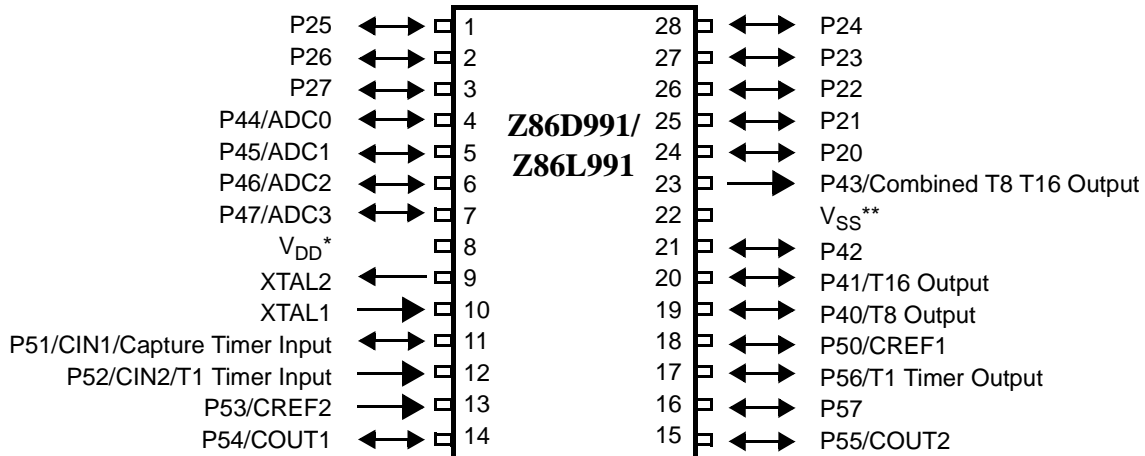 P25 1 28 P24
P26 2 27 P23
P27 3 26 P22
P44/ADC0 4 Z86D991/ 25 P21
P45/ADC1 5 Z86L991 24 P20
P46/ADC2 6 23 P43/Combined T8 T16 Output
P47/ADC3 7 22 VSS**
VDD* 8 21 P42
XTAL2 9 20 P41/T16 Output
XTAL1 10 19 P40/T8 Output
P51/CIN1/Capture Timer Input 11 18 P50/CREF1
P52/CIN2/T1 Timer Input 12 17 P56/T1 Timer Output
P53/CREF2 13 16 P57
P54/COUT1 14 15 P55/COUT2